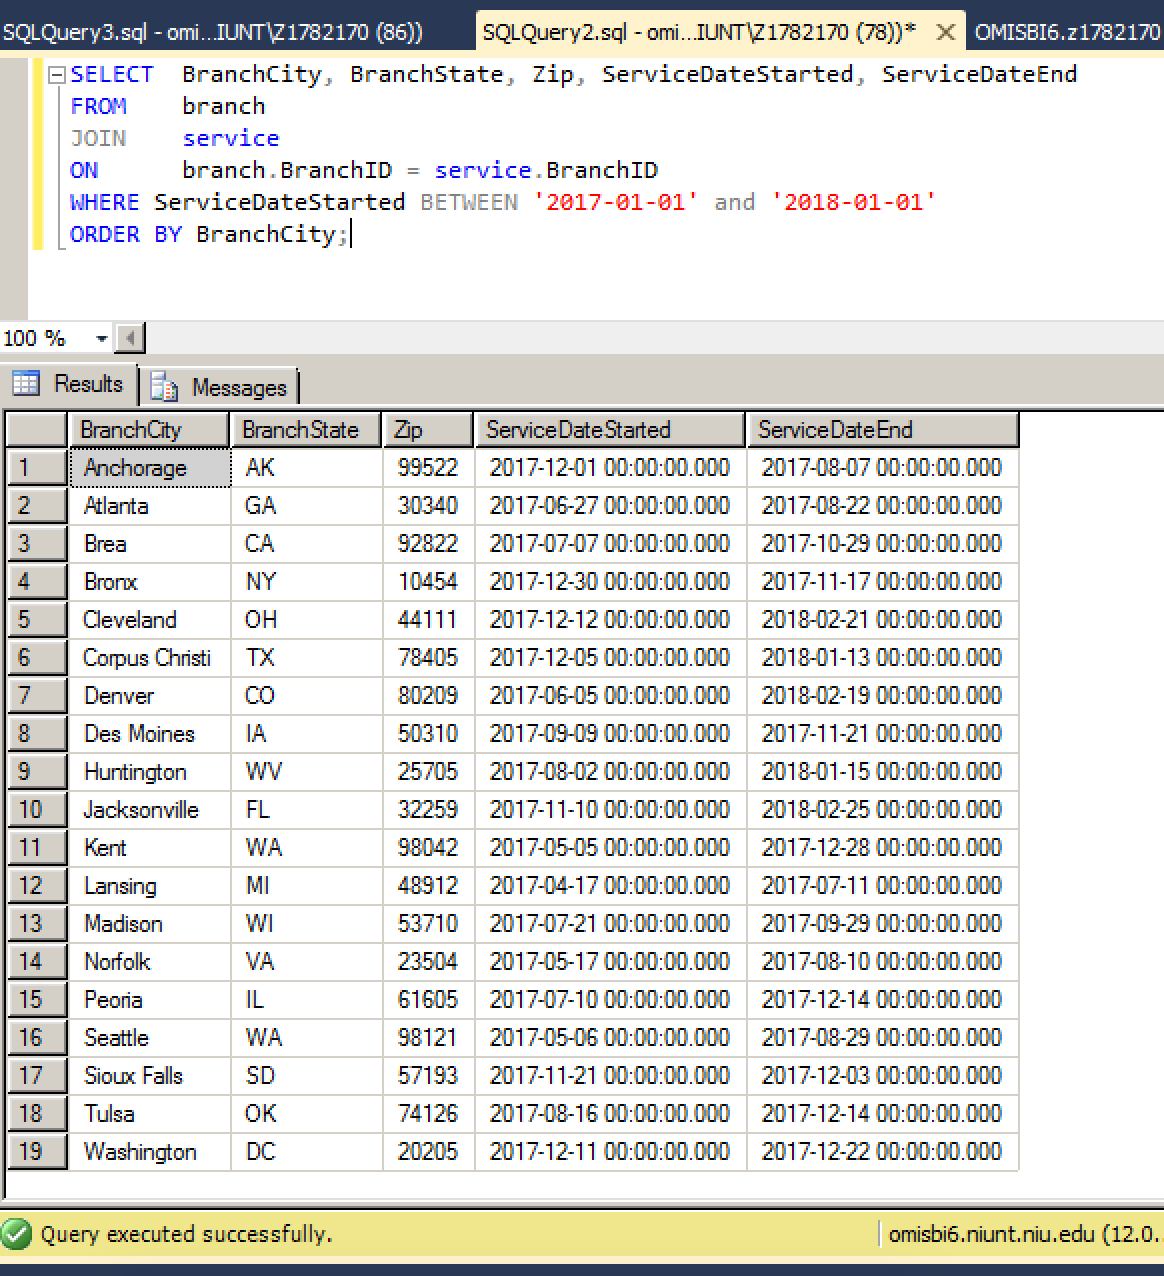 SQLQuery3.sql - omi...IUNT\Z1782170 (86)) SQLQuery2.sql - omi...IUNT\Z1782170 (78))* OMISBI6.z1782170
SELECT BranchCity, BranchState, Zip, ServiceDateStarted, ServiceDateEnd
FROM branch
JOIN service
ON branch.BranchID = service.BranchID
WHERE ServiceDateStarted BETWEEN '2017-01-01' and '2018-01-01'
ORDER BY BranchCity;
100 %
Results Messages
BranchCity BranchState Zip ServiceDateStarted ServiceDateEnd
1 Anchorage AK 99522 2017-12-01 00:00:00.000 2017-08-07 00:00:00.000
2 Atlanta GA 30340 2017-06-27 00:00:00.000 2017-08-22 00:00:00.000
3 Brea CA 92822 2017-07-07 00:00:00.000 2017-10-29 00:00:00.000
4 Bronx NY 10454 2017-12-30 00:00:00.000 2017-11-17 00:00:00.000
5 Cleveland OH 44111 2017-12-12 00:00:00.000 2018-02-21 00:00:00.000
6 Corpus Christi TX 78405 2017-12-05 00:00:00.000 2018-01-13 00:00:00.000
7 Denver CO 80209 2017-06-05 00:00:00.000 2018-02-19 00:00:00.000
8 Des Moines IA 50310 2017-09-09 00:00:00.000 2017-11-21 00:00:00.000
9 Huntington WV 25705 2017-08-02 00:00:00.000 2018-01-15 00:00:00.000
10 Jacksonville FL 32259 2017-11-10 00:00:00.000 2018-02-25 00:00:00.000
11 Kent WA 98042 2017-05-05 00:00:00.000 2017-12-28 00:00:00.000
12 Lansing MI 48912 2017-04-17 00:00:00.000 2017-07-11 00:00:00.000
13 Madison WI 53710 2017-07-21 00:00:00.000 2017-09-29 00:00:00.000
14 Norfolk VA 23504 2017-05-17 00:00:00.000 2017-08-10 00:00:00.000
15 Peoria IL 61605 2017-07-10 00:00:00.000 2017-12-14 00:00:00.000
16 Seattle WA 98121 2017-05-06 00:00:00.000 2017-08-29 00:00:00.000
17 Sioux Falls SD 57193 2017-11-21 00:00:00.000 2017-12-03 00:00:00.000
18 Tulsa OK 74126 2017-08-16 00:00:00.000 2017-12-14 00:00:00.000
19 Washington DC 20205 2017-12-11 00:00:00.000 2017-12-22 00:00:00.000
Query executed successfully. omisbi6.niunt.niu.edu (12.0..